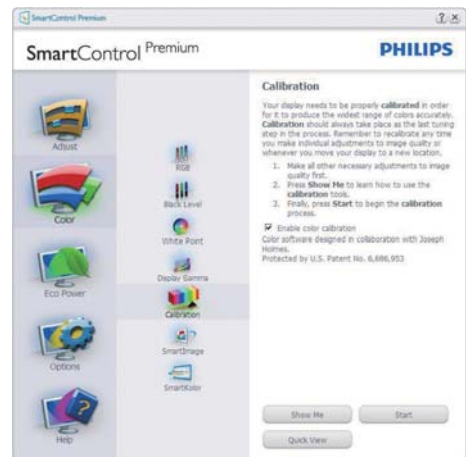 SmartControl Premium
SmartControl Premium
PHILIPS
Adjust
Color
Eco Power
Options
Help
RGB
Black Level
White Point
Display Gamma
Calibration
SmartImage
SmartKolor
Calibration
Your display needs to be properly calibrated in order
for it to produce the widest range of colors accurately.
Calibration should always take place as the last tuning
step in the process. Remember to recalibrate any time
you make individual adjustments to image quality or
whenever you move your display to a new location.
1. Make all other necessary adjustments to image
quality first.
2. Press Show Me to learn how to use the
calibration tools.
3. Finally, press Start to begin the calibration
process.
Enable color calibration
Color software designed in collaboration with Joseph
Holmes.
Protected by U.S. Patent No. 6,686,953
Show Me
Start
Quick View